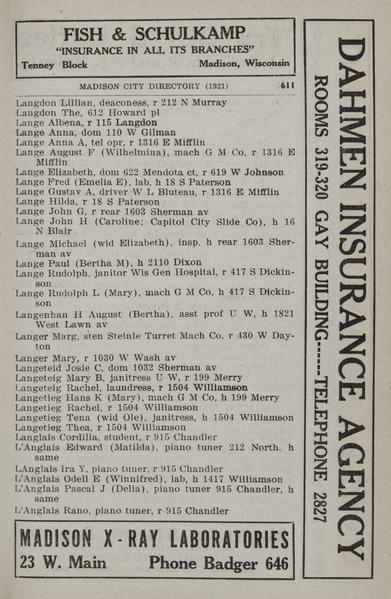 FISH & SCHULKAMP
"INSURANCE IN ALL ITS BRANCHES"
Tenney Block Madison, Wisconsin
MADISON CITY DIRECTORY (1921) 611
Langdon Lillian, deaconess, r 212 N Murray
Langdon The, 612 Howard pl
Lange Albena, r 115 Langdon
Lange Anna, dom 110 W Gilman
Lange Anna A, tel opr, r 1316 E Mifflin
Lange August F (Wilhelmina), mach G M Co, r 1316 E
Mifflin
Lange Elizabeth, dom 622 Mendota ct, r 619 W Johnson
Lange Fred (Emelia E), lab, h 18 S Paterson
Lange Gustav A, driver W L Bluteau, r 1316 E Mifflin
Lange Hilda, r 18 S Paterson
Lange John G, r rear 1603 Sherman av
Lange John H (Caroline; Capitol City Slide Co), h 16
N Blair
Lange Michael (wid Elizabeth), insp, h rear 1603 Sher-
man av
Lange Paul (Bertha M), h 2110 Dixon
Lange Rudolph, janitor Wis Gen Hospital, r 417 S Dickin-
son
Lange Rudolph L (Mary), mach G M Co, h 417 S Dickin-
son
Langenhan H August (Bertha), asst prof U W, h 1821
West Lawn av
Langer Marg, sten Steinle Turret Mach Co, r 430 W Day-
ton
Langer Mary, r 1030 W Wash av
Langeteid Josie C, dom 1032 Sherman av
Langeteig Mary B, janitress U W, r 199 Merry
Langeteig Rachel, laundress, r 1504 Williamson
Langetieg Hans K (Mary), mach G M Co, h 199 Merry
Langetieg Rachel, r 1504 Williamson
Langetieg Tena (wid Ole), janitress, h 1504 Williamson
Langetieg Thea, r 1504 Williamson
Langlais Cordilia, student, r 915 Chandler
L'Anglais Edward (Matilda), piano tuner 212 North, h
same
L'Anglais Ira Y, piano tuner, r 915 Chandler
L'Anglais Odell E (Winnifred), lab, h 1417 Williamson
L'Anglais Pascal J (Delia), piano tuner 915 Chandler, h
same
L'Anglais Rano, piano tuner, r 915 Chandler
MADISON X-RAY LABORATORIES
23 W. Main Phone Badger 646
DAHMEN INSURANCE AGENCY
ROOMS 319-320 GAY BUILDING------TELEPHONE 2827